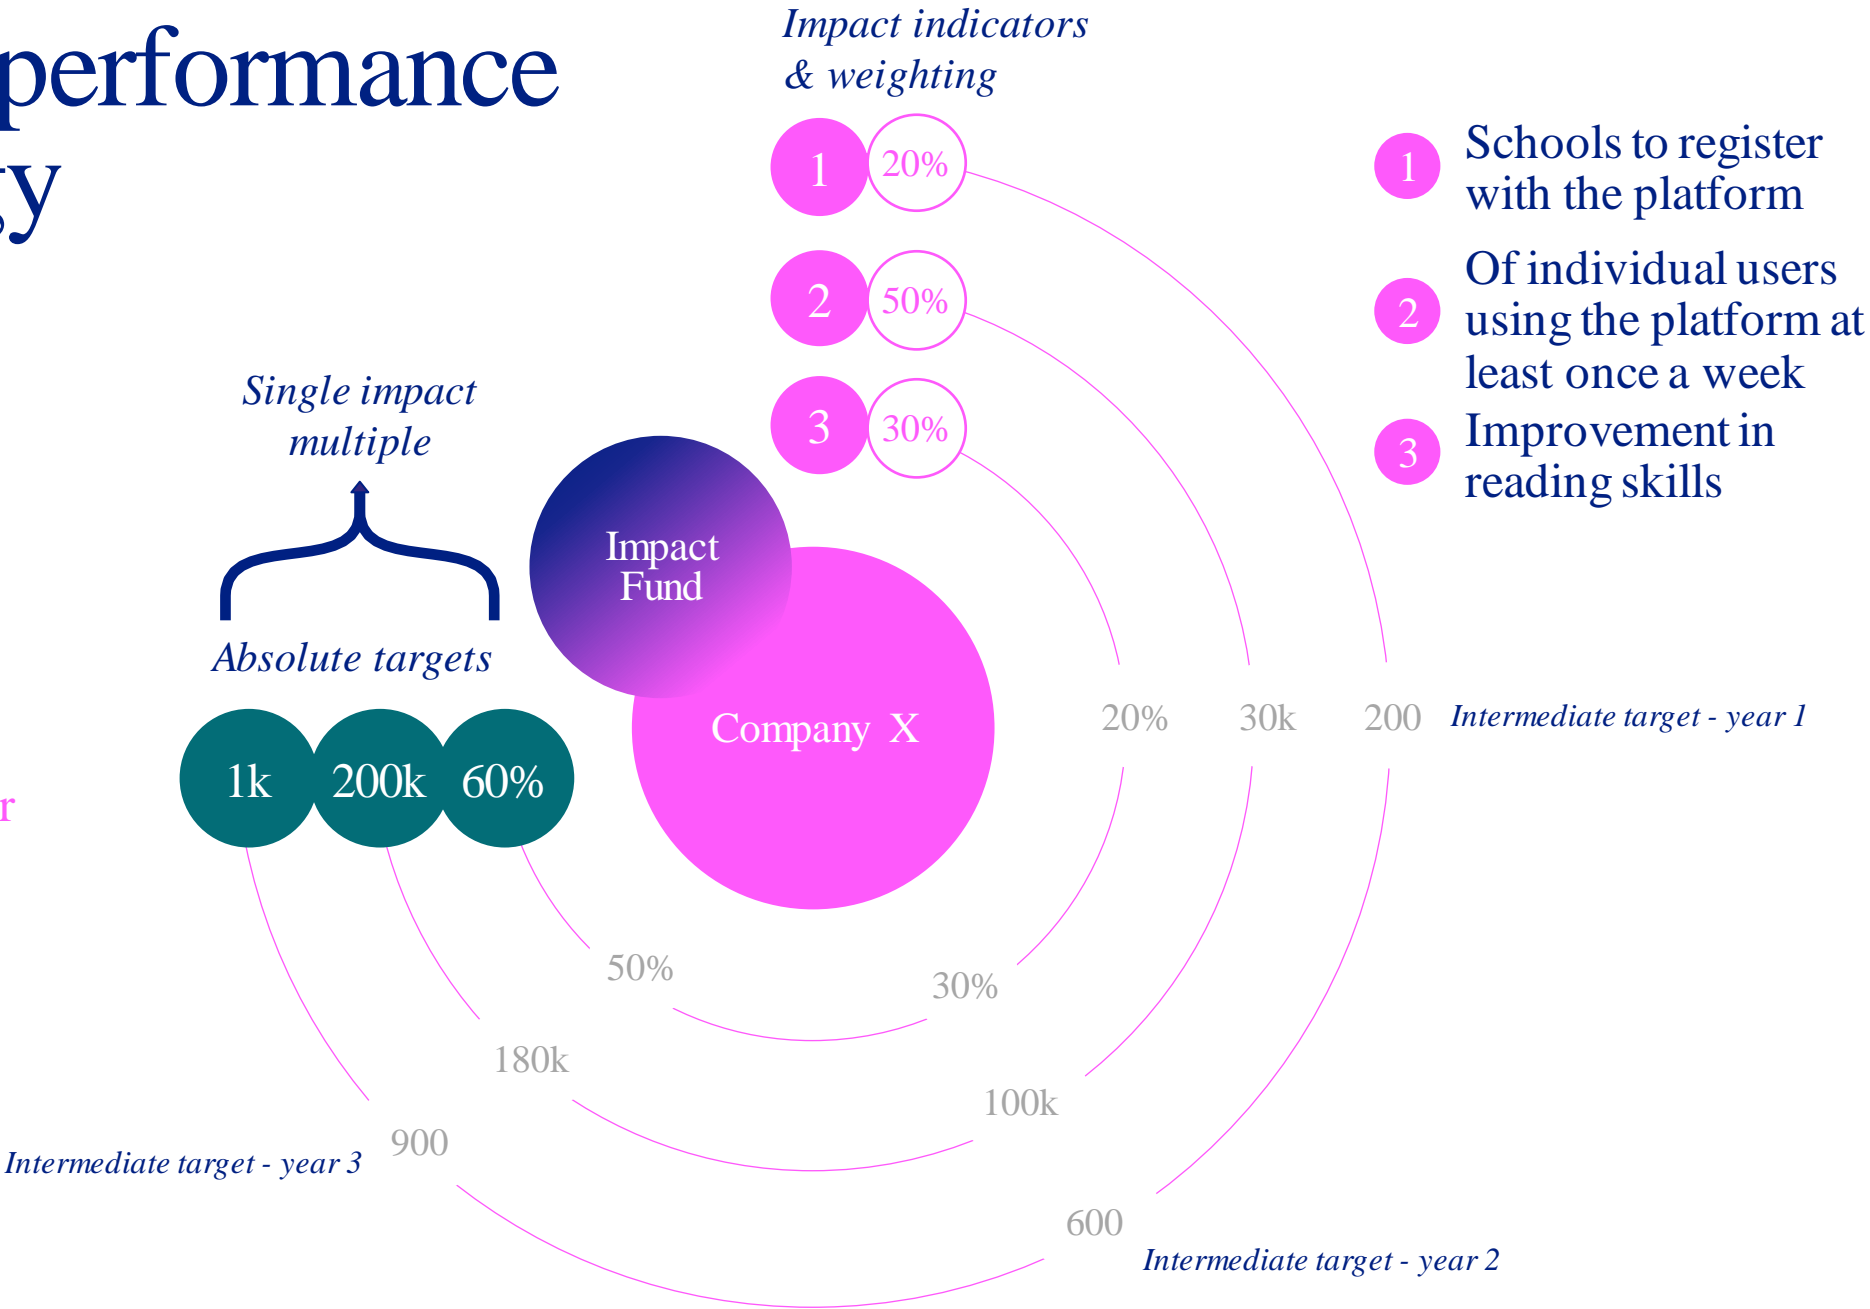 performance
Impact indicators
& weighting
1 20%
2 50%
3 30%
1 Schools to register
with the platform
2 Of individual users
using the platform at
least once a week
3 Improvement in
reading skills
Single impact
multiple
Absolute targets
1k 200k 60%
Impact
Fund
Company X
20% 30k 200 Intermediate target - year 1
50% 30%
180k 100k
900 600
Intermediate target - year 3
Intermediate target - year 2